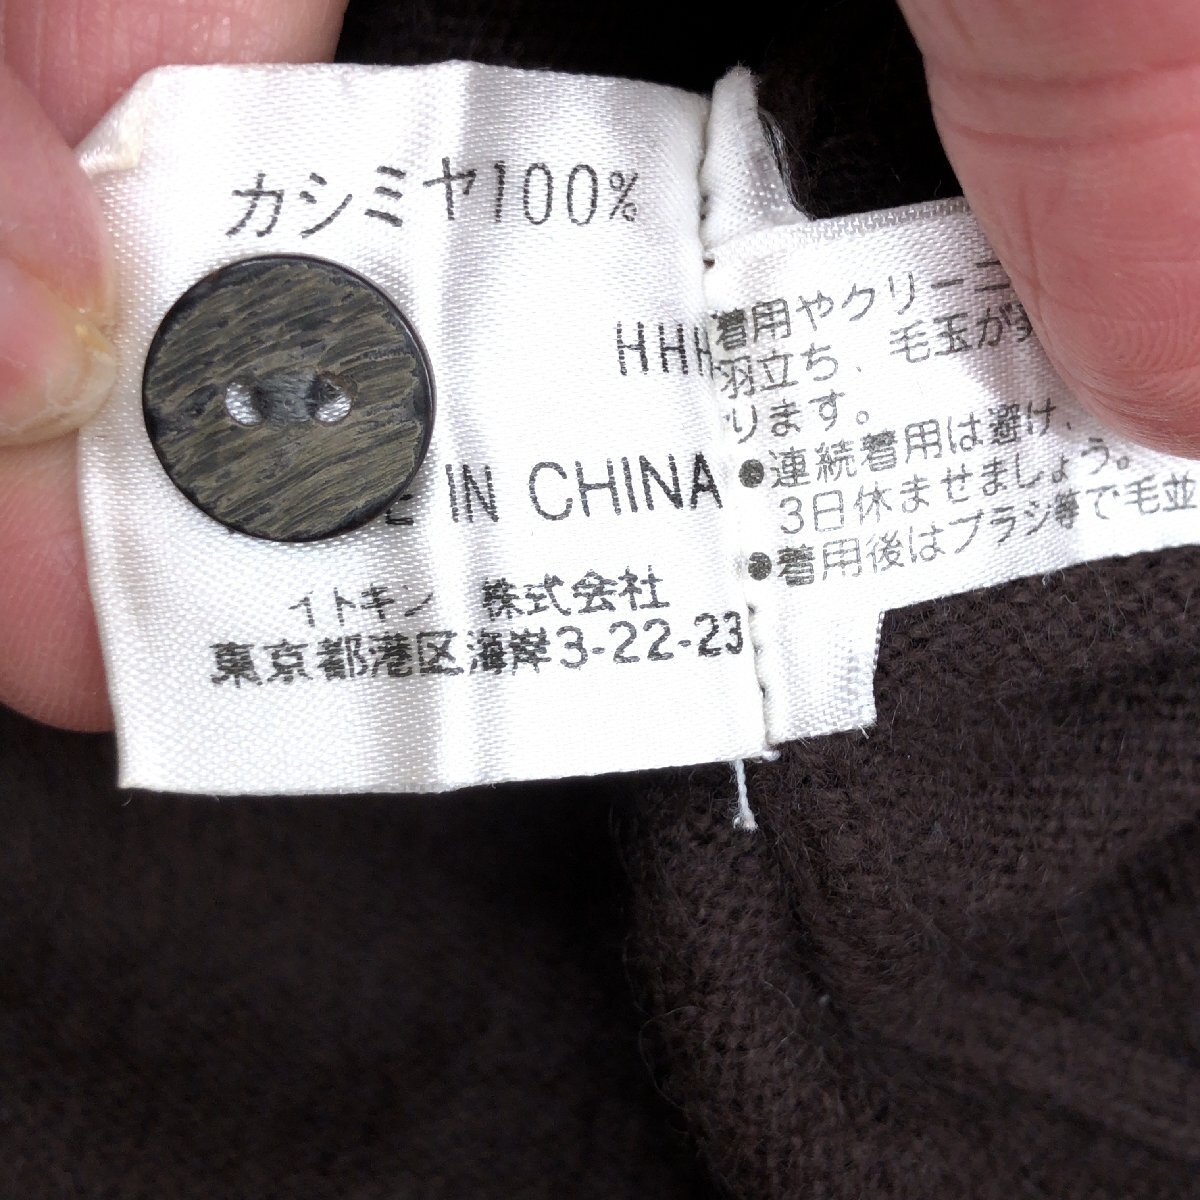 カシミヤ100%
HHH
IN CHINA
イトキン 株式会社
東京都港区海岸3-22-23
着用やクリーニ
羽立ち、毛玉が
ります。
●連続着用は避け、
3日休ませましょう。
●着用後はブラシ等で毛並